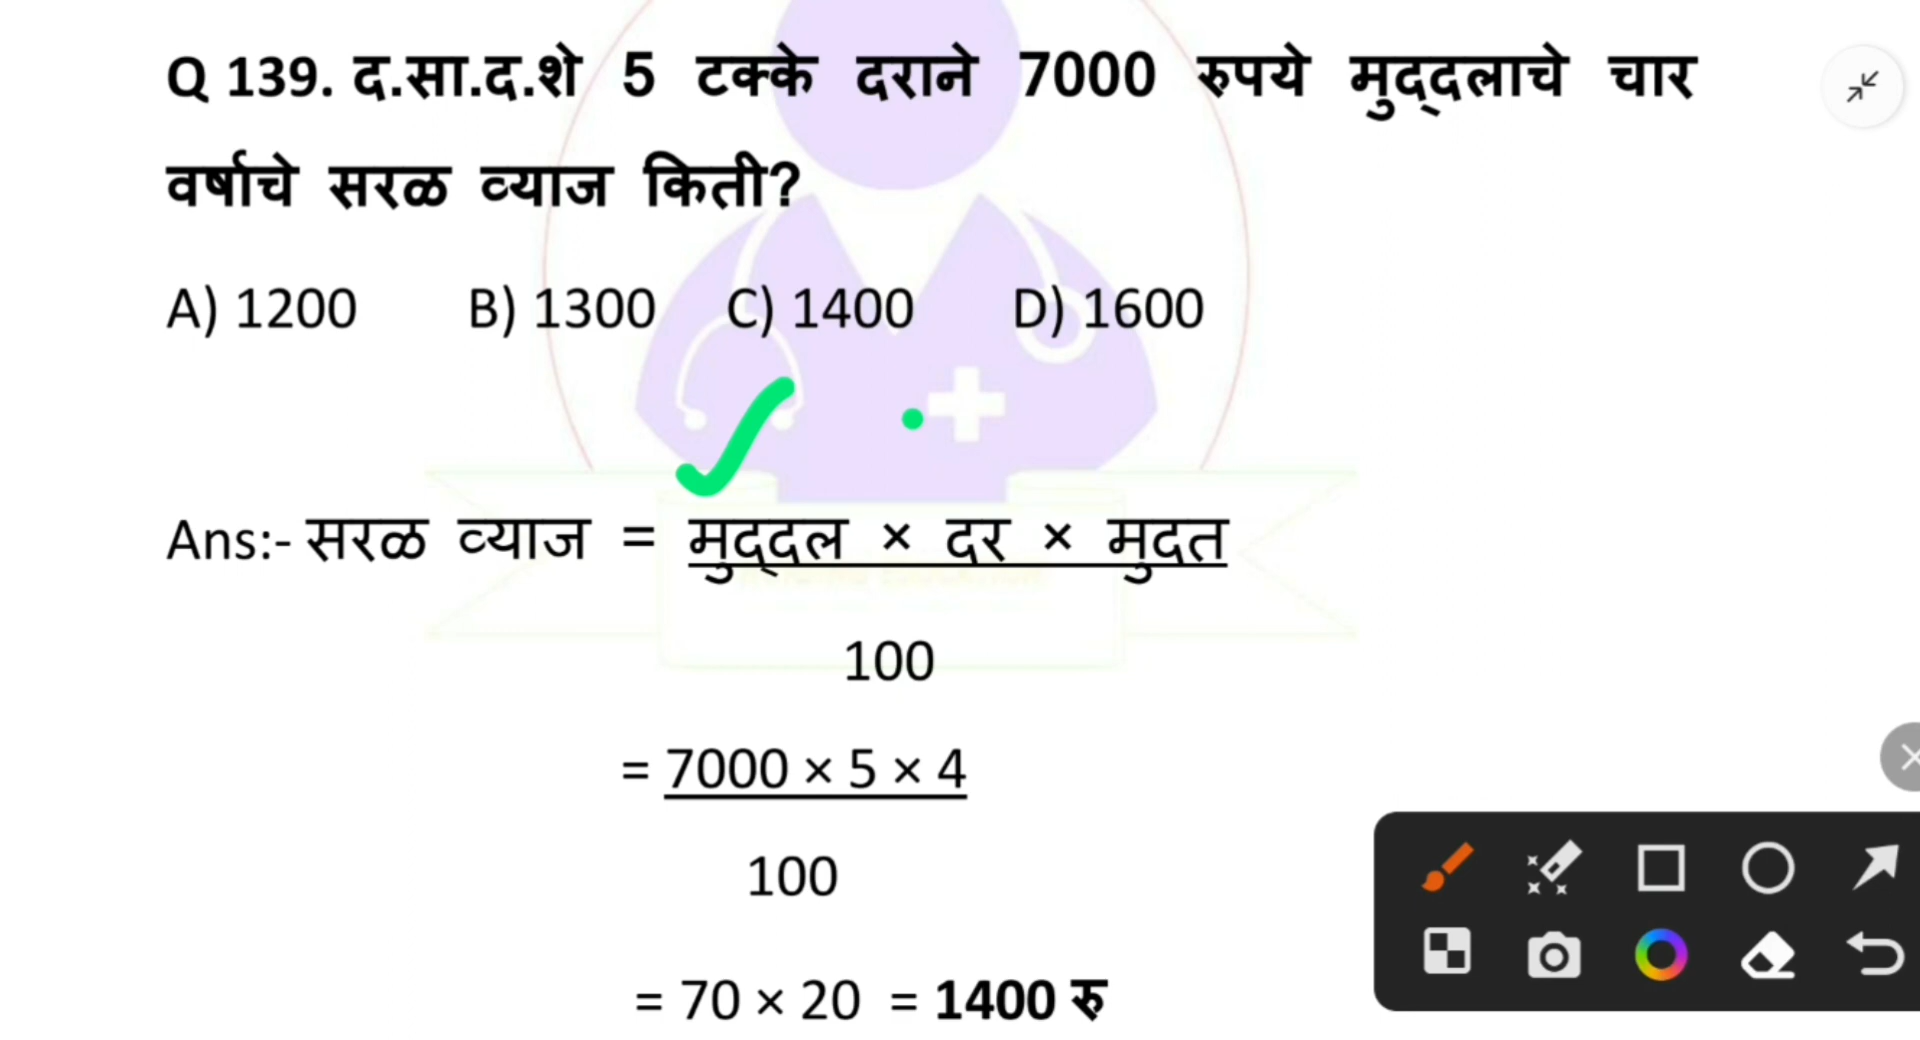 Q 139. द.सा.द.शे 5 टक्के दराने 7000 रुपये मुद्‌दलाचे चार
वर्षाचे सरळ व्याज किती?
A) 1200 B) 1300 C) 1400 D) 1600
Ans:- सरळ व्याज = मुद्‌दल × दर × मुदत
100
= 7000 × 5 × 4
100
= 70 × 20 = 1400 रु